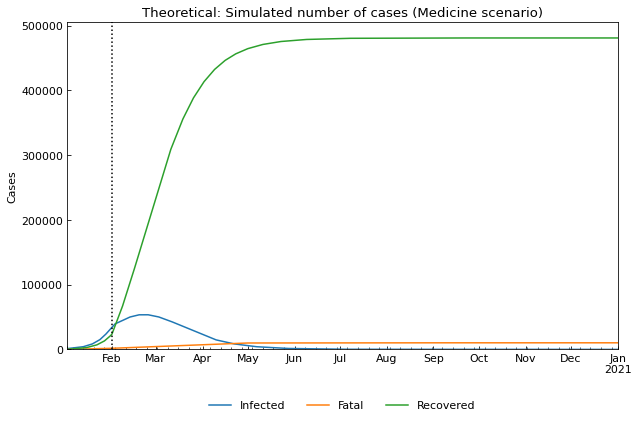 Theoretical: Simulated number of cases (Medicine scenario)
500000
400000
300000
200000
100000
0
Cases
Feb Mar Apr May Jun Jul Aug Sep Oct Nov Dec Jan
2021
Infected Fatal Recovered